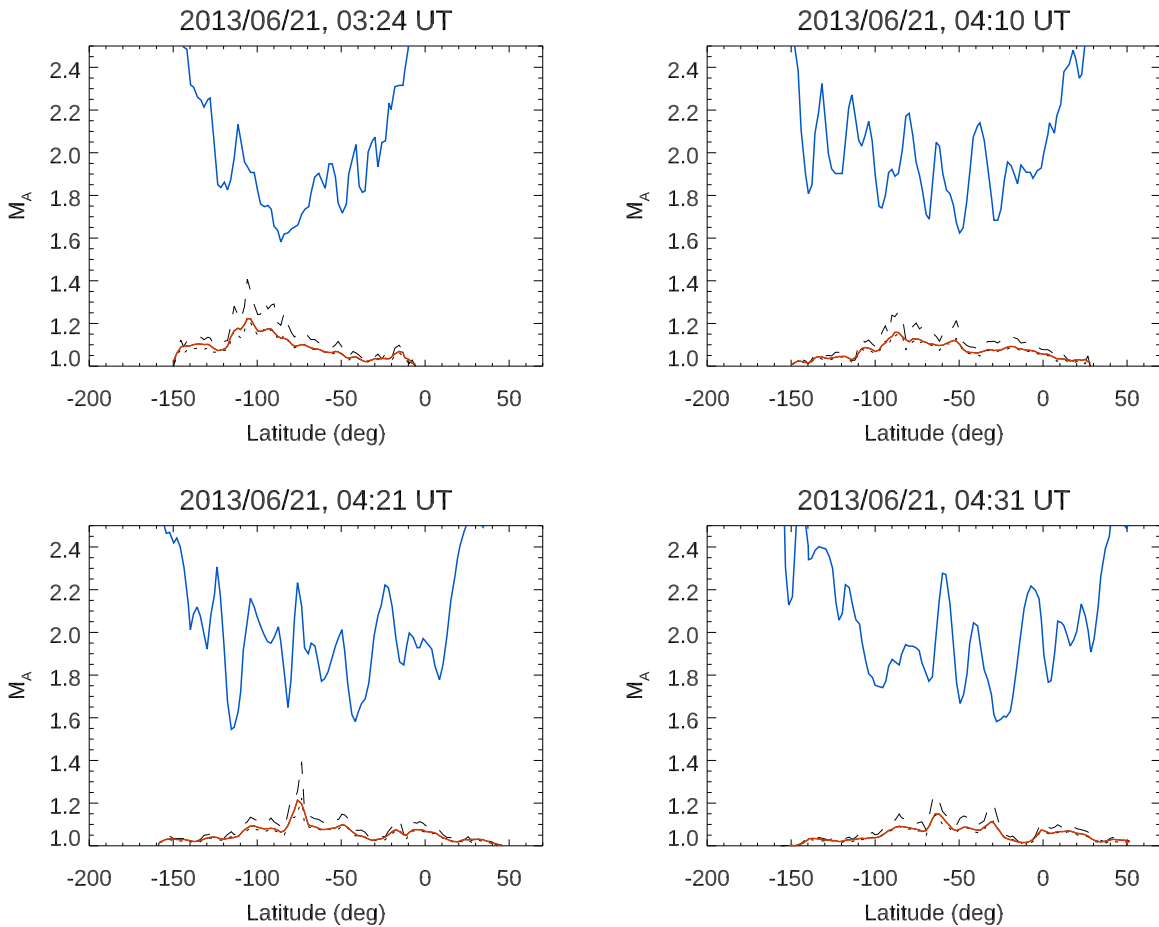 2013/06/21, 03:24 UT
2013/06/21, 04:10 UT
2.4
2.2
2.0
1.8
1.6
1.4
1.2
1.0
M_A
-200 -150 -100 -50 0 50
Latitude (deg)
2.4
2.2
2.0
1.8
1.6
1.4
1.2
1.0
M_A
-200 -150 -100 -50 0 50
Latitude (deg)
2013/06/21, 04:21 UT
2013/06/21, 04:31 UT
2.4
2.2
2.0
1.8
1.6
1.4
1.2
1.0
M_A
-200 -150 -100 -50 0 50
Latitude (deg)
2.4
2.2
2.0
1.8
1.6
1.4
1.2
1.0
M_A
-200 -150 -100 -50 0 50
Latitude (deg)